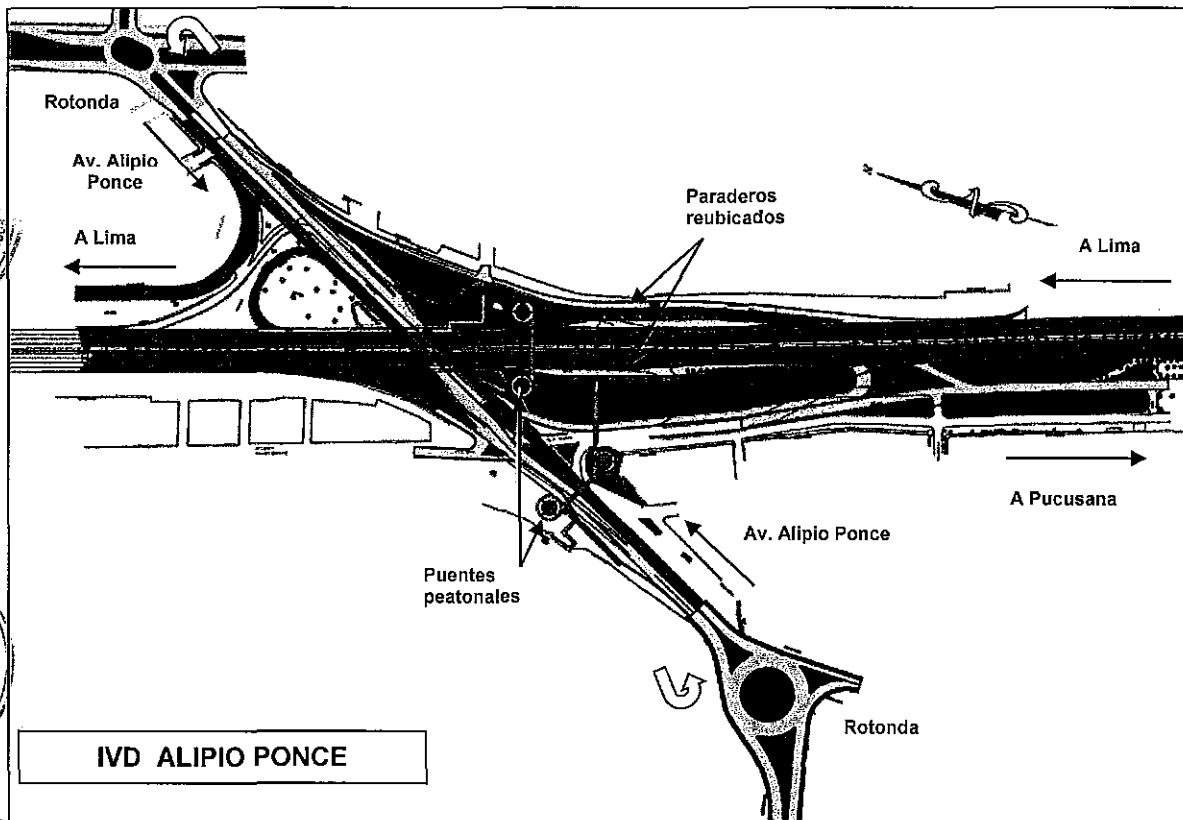 Rotonda
Av. Alipio
Ponce
A Lima
Paraderos
reubicados
A Lima
A Pucusana
Av. Alipio Ponce
Puentes
peatonales
Rotonda
IVD ALIPIO PONCE